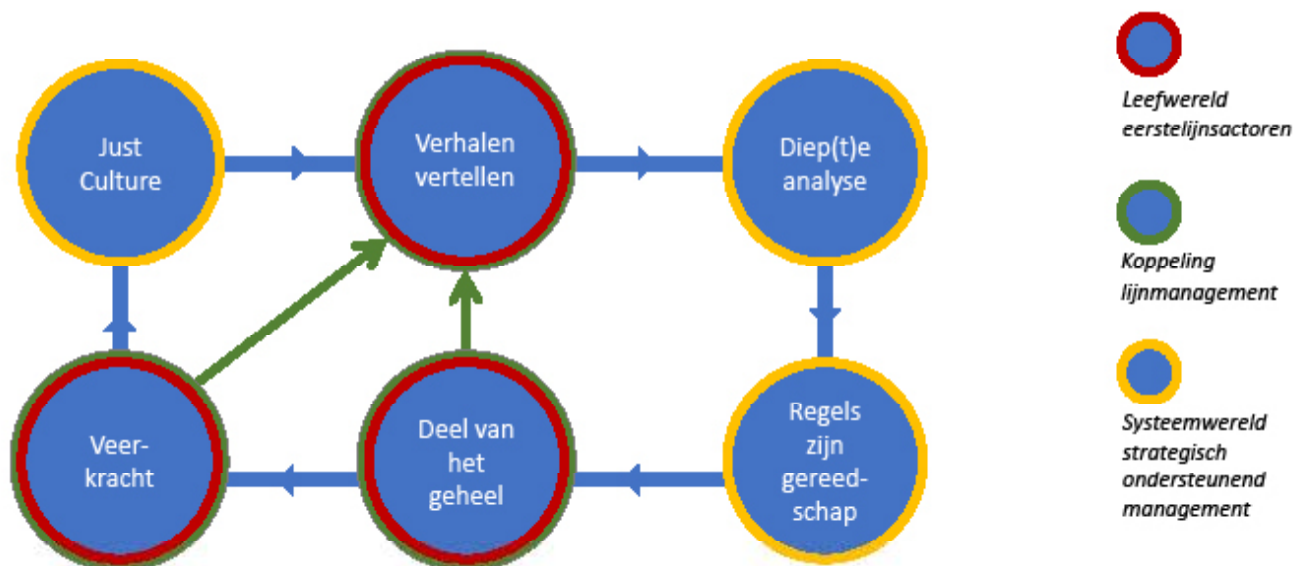 Just
Culture
Verhalen
vertellen
Diep(t)e
analyse
Veer-
kracht
Deel van
het
geheel
Regels
zijn
gereed-
schap
Leefwereld
eerstelijnsactoren
Koppeling
lijnmanagement
Systeemwereld
strategisch
ondersteunend
management